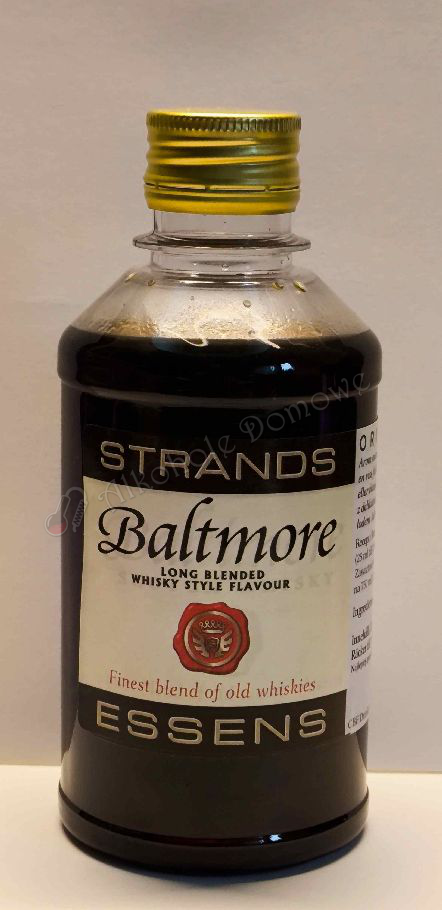 STRANDS
Baltmore
LONG BLENDED
WHISKY STYLE FLAVOUR
Finest blend of old whiskies
ESSENS
Alkohole Domowe